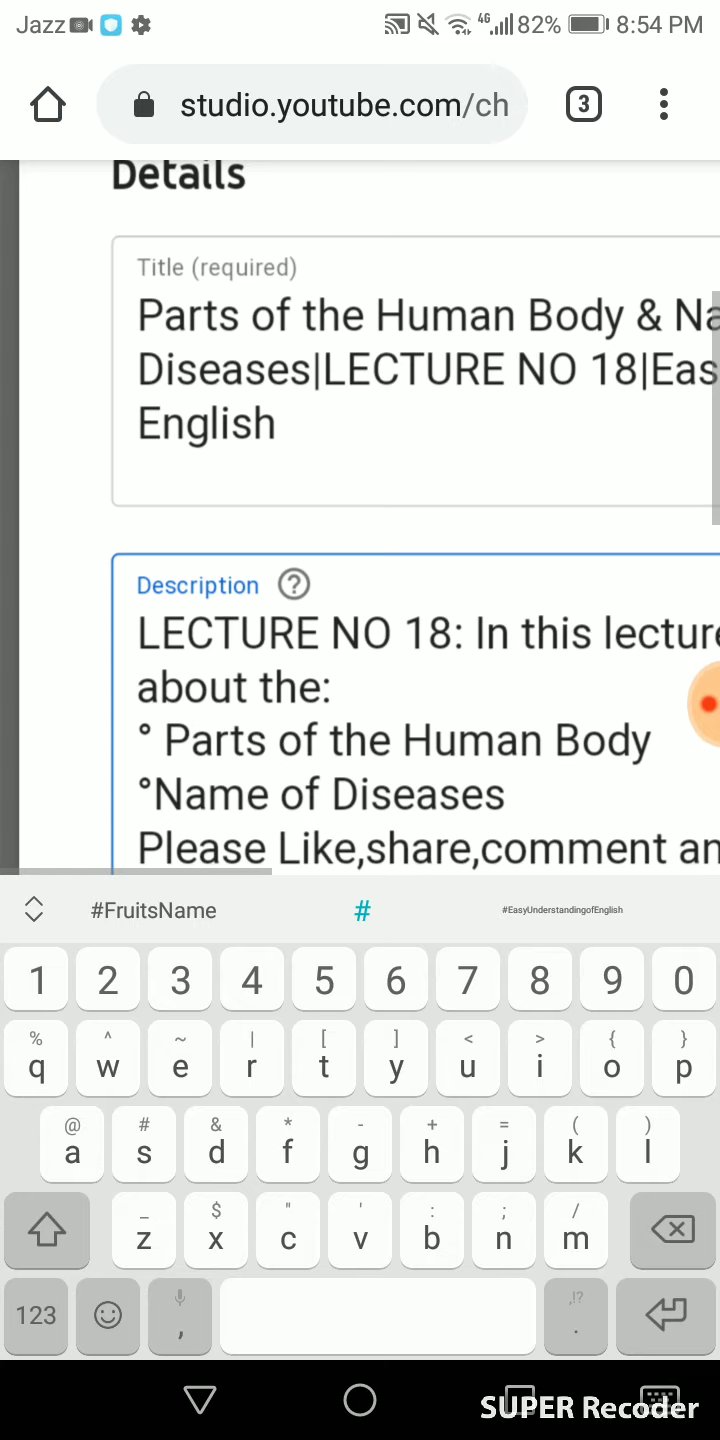 Jazz 4G 82% 8:54 PM
studio.youtube.com/ch 3
Details
Title (required)
Parts of the Human Body & Na
Diseases|LECTURE NO 18|Eas
English
Description ?
LECTURE NO 18: In this lecture
about the:
° Parts of the Human Body
°Name of Diseases
Please Like,share,comment an
#FruitsName # #EasyUnderstandingofEnglish
1 2 3 4 5 6 7 8 9 0
% ^ ~ | [ ] < > { }
q w e r t y u i o p
@ # & * - + = ( )
a s d f g h j k l
_ $ " ' : ; /
z x c v b n m
,!?
123 , .
SUPER Recoder